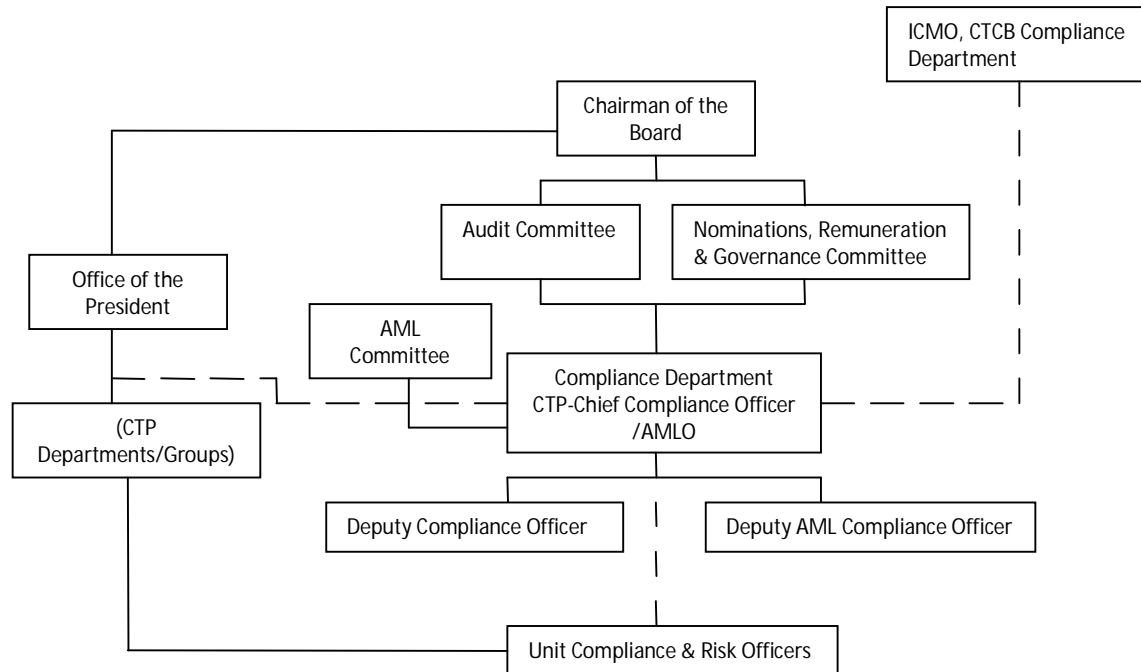 ICMO, CTCB Compliance
Department
Chairman of the
Board
Audit Committee
Nominations, Remuneration
& Governance Committee
Office of the
President
AML
Committee
Compliance Department
CTP-Chief Compliance Officer
/AMLO
(CTP
Departments/Groups)
Deputy Compliance Officer
Deputy AML Compliance Officer
Unit Compliance & Risk Officers